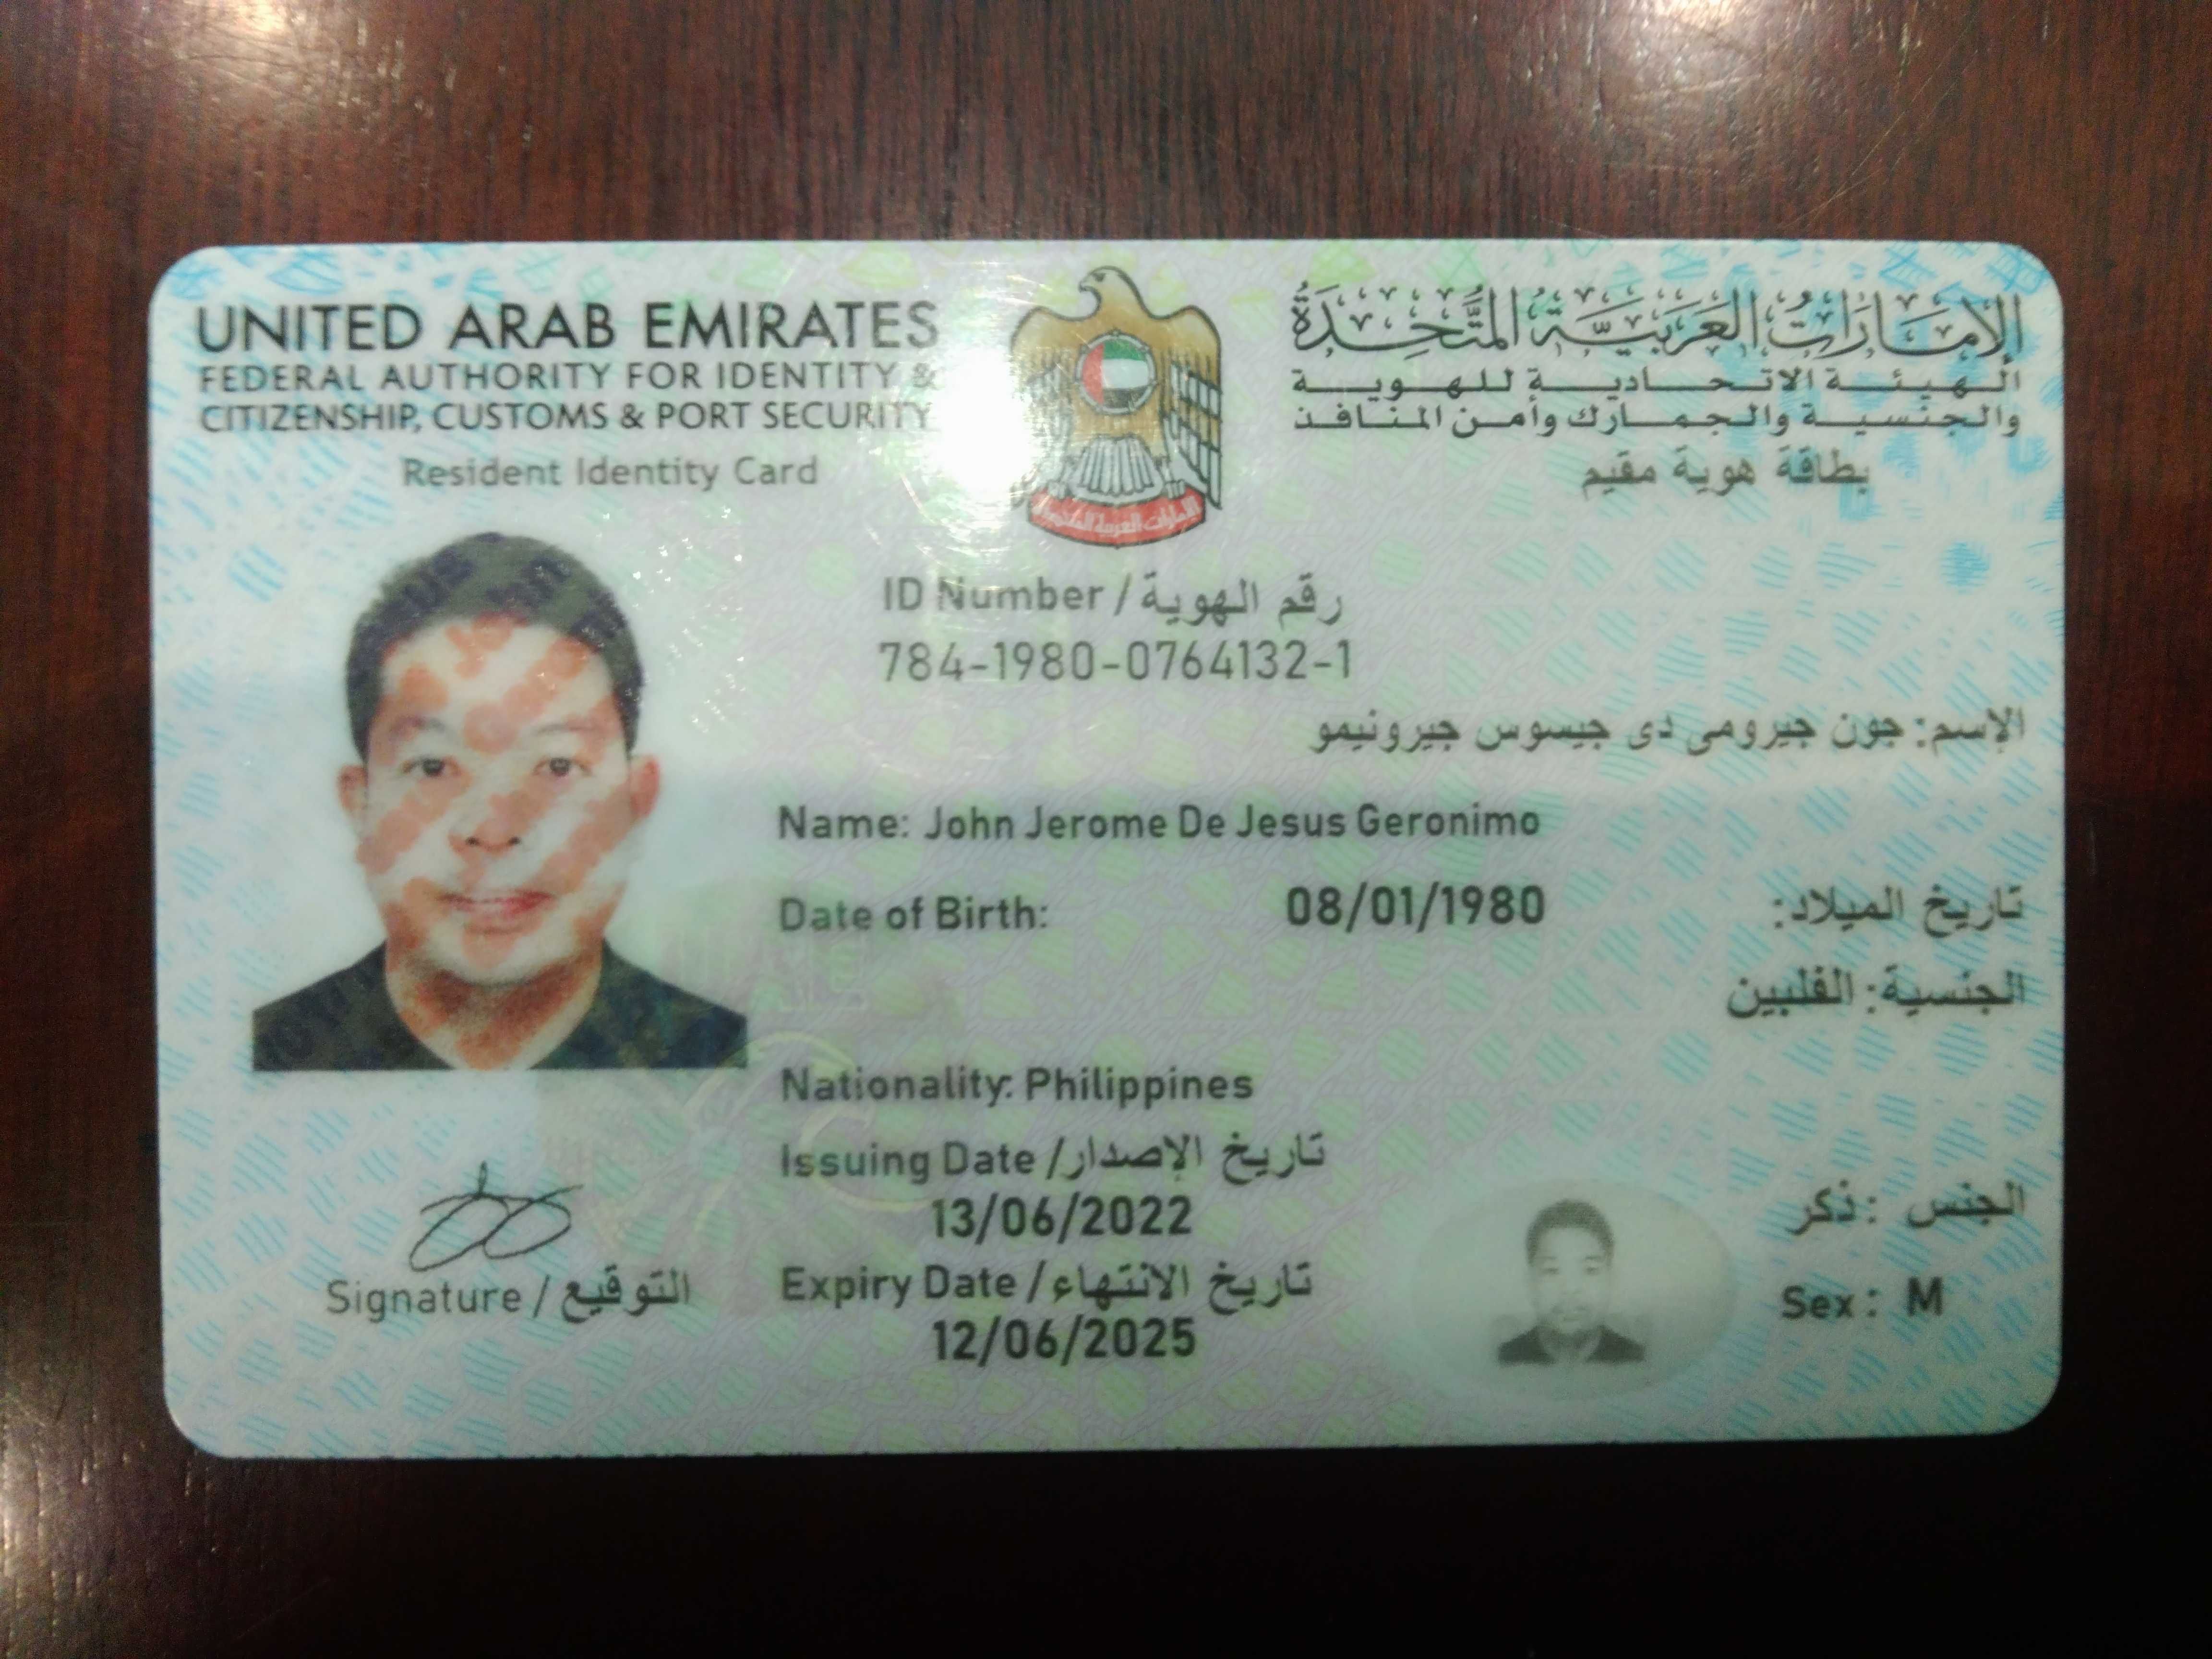 UNITED ARAB EMIRATES
FEDERAL AUTHORITY FOR IDENTITY &
CITIZENSHIP, CUSTOMS & PORT SECURITY
Resident Identity Card
الإمارات العربية المتحدة
الهيئة الاتحادية للهوية
والجنسية والجمارك وأمن المنافذ
بطاقة هوية مقيم
الإمارات العربية المتحدة
ID Number / رقم الهوية
784-1980-0764132-1
الإسم: جون جيرومى دى جيسوس جيرونيمو
Name: John Jerome De Jesus Geronimo
Date of Birth: 08/01/1980 تاريخ الميلاد:
الجنسية: الفلبين
Nationality: Philippines
Issuing Date / تاريخ الإصدار
13/06/2022
Expiry Date / تاريخ الانتهاء
12/06/2025
الجنس : ذكر
Sex : M
Signature / التوقيع